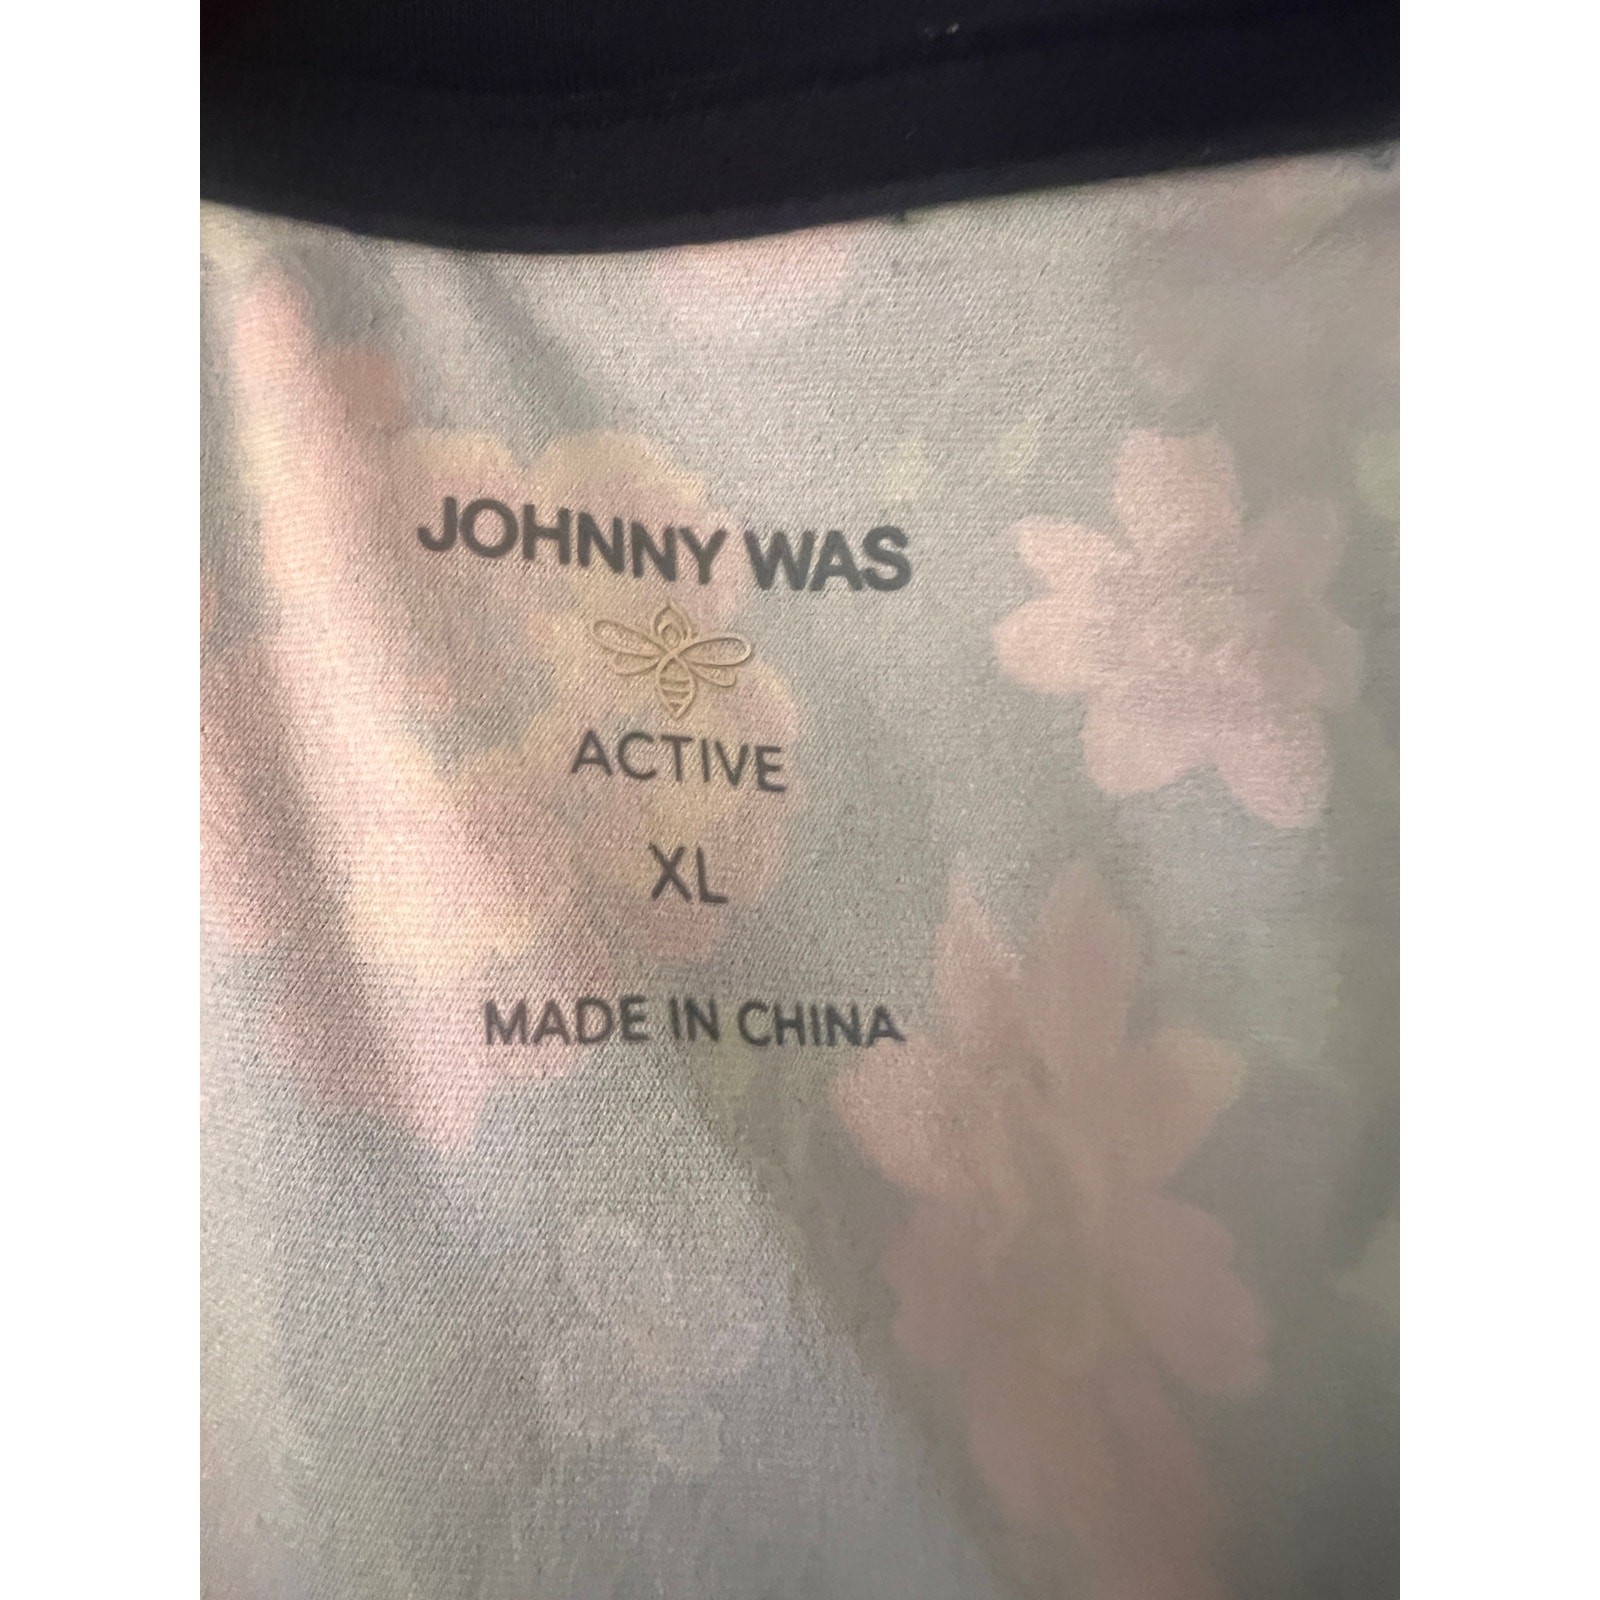 JOHNNY WAS
ACTIVE
XL
MADE IN CHINA